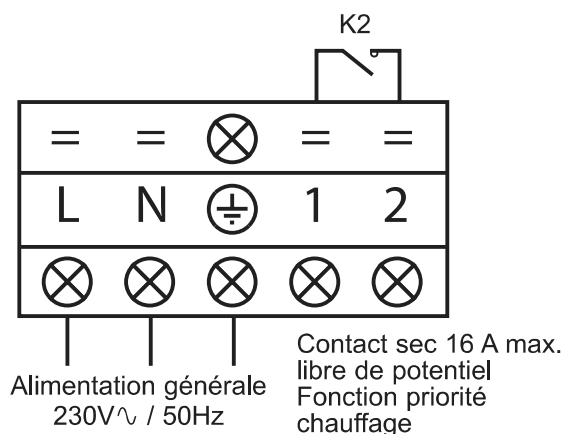 K2
L N 1 2
Alimentation générale
230V∿ / 50Hz
Contact sec 16 A max.
libre de potentiel
Fonction priorité
chauffage